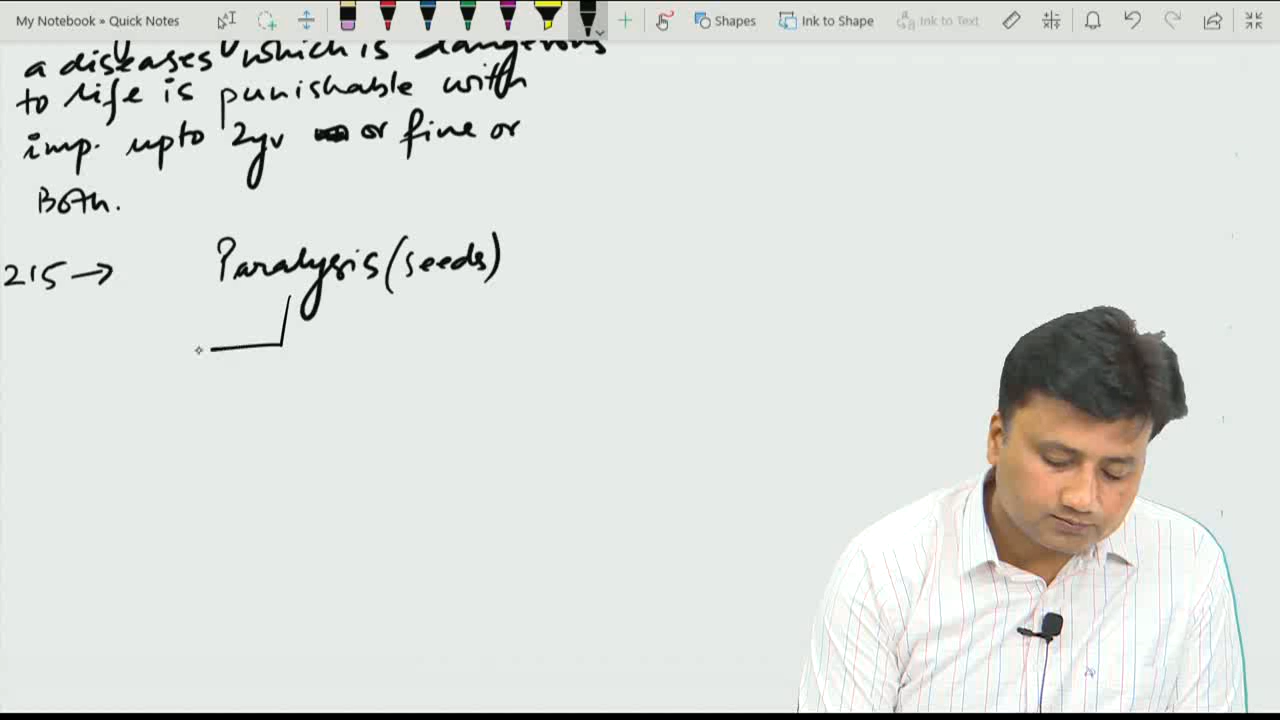 My Notebook » Quick Notes
Shapes
Ink to Shape
Ink to Text
a diseases which is dangerous
to life is punishable with
imp. upto 2yr or fine or
Both.
215 → Paralysis (seeds)